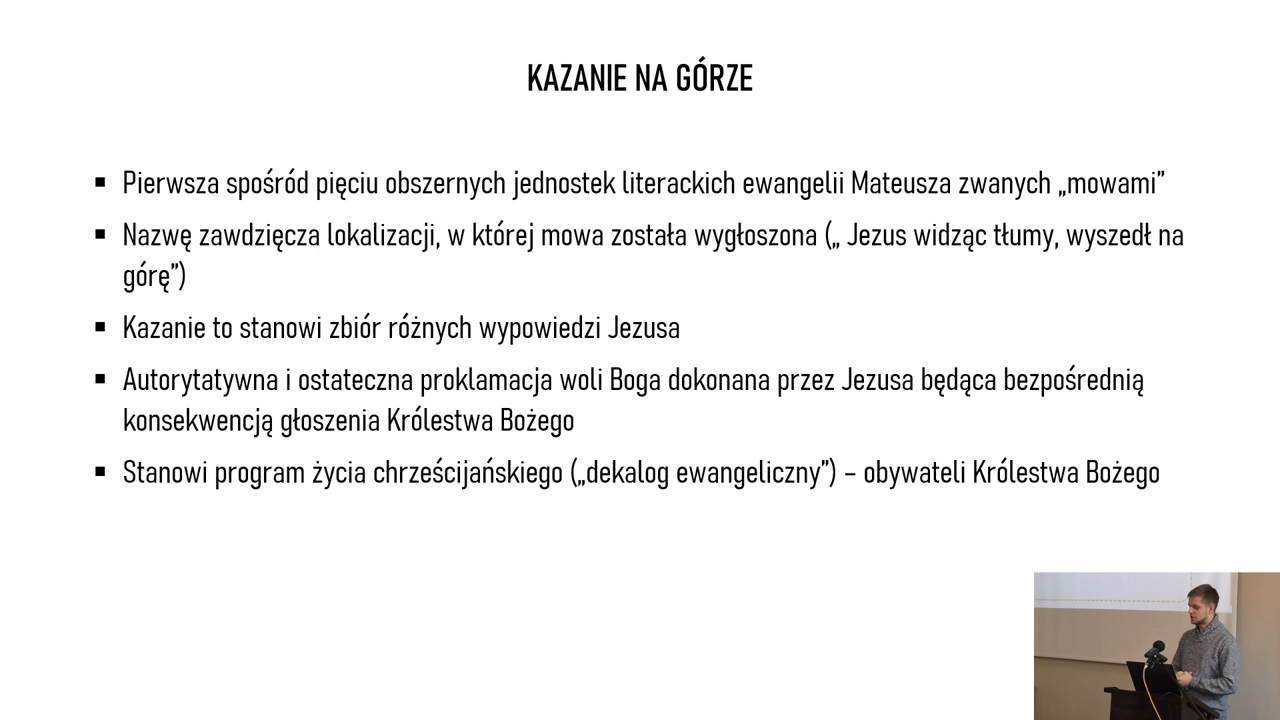 KAZANIE NA GÓRZE
▪ Pierwsza spośród pięciu obszernych jednostek literackich ewangelii Mateusza zwanych „mowami”
▪ Nazwę zawdzięcza lokalizacji, w której mowa została wygłoszona („ Jezus widząc tłumy, wyszedł na
górę”)
▪ Kazanie to stanowi zbiór różnych wypowiedzi Jezusa
▪ Autorytatywna i ostateczna proklamacja woli Boga dokonana przez Jezusa będąca bezpośrednią
konsekwencją głoszenia Królestwa Bożego
▪ Stanowi program życia chrześcijańskiego („dekalog ewangeliczny”) – obywateli Królestwa Bożego